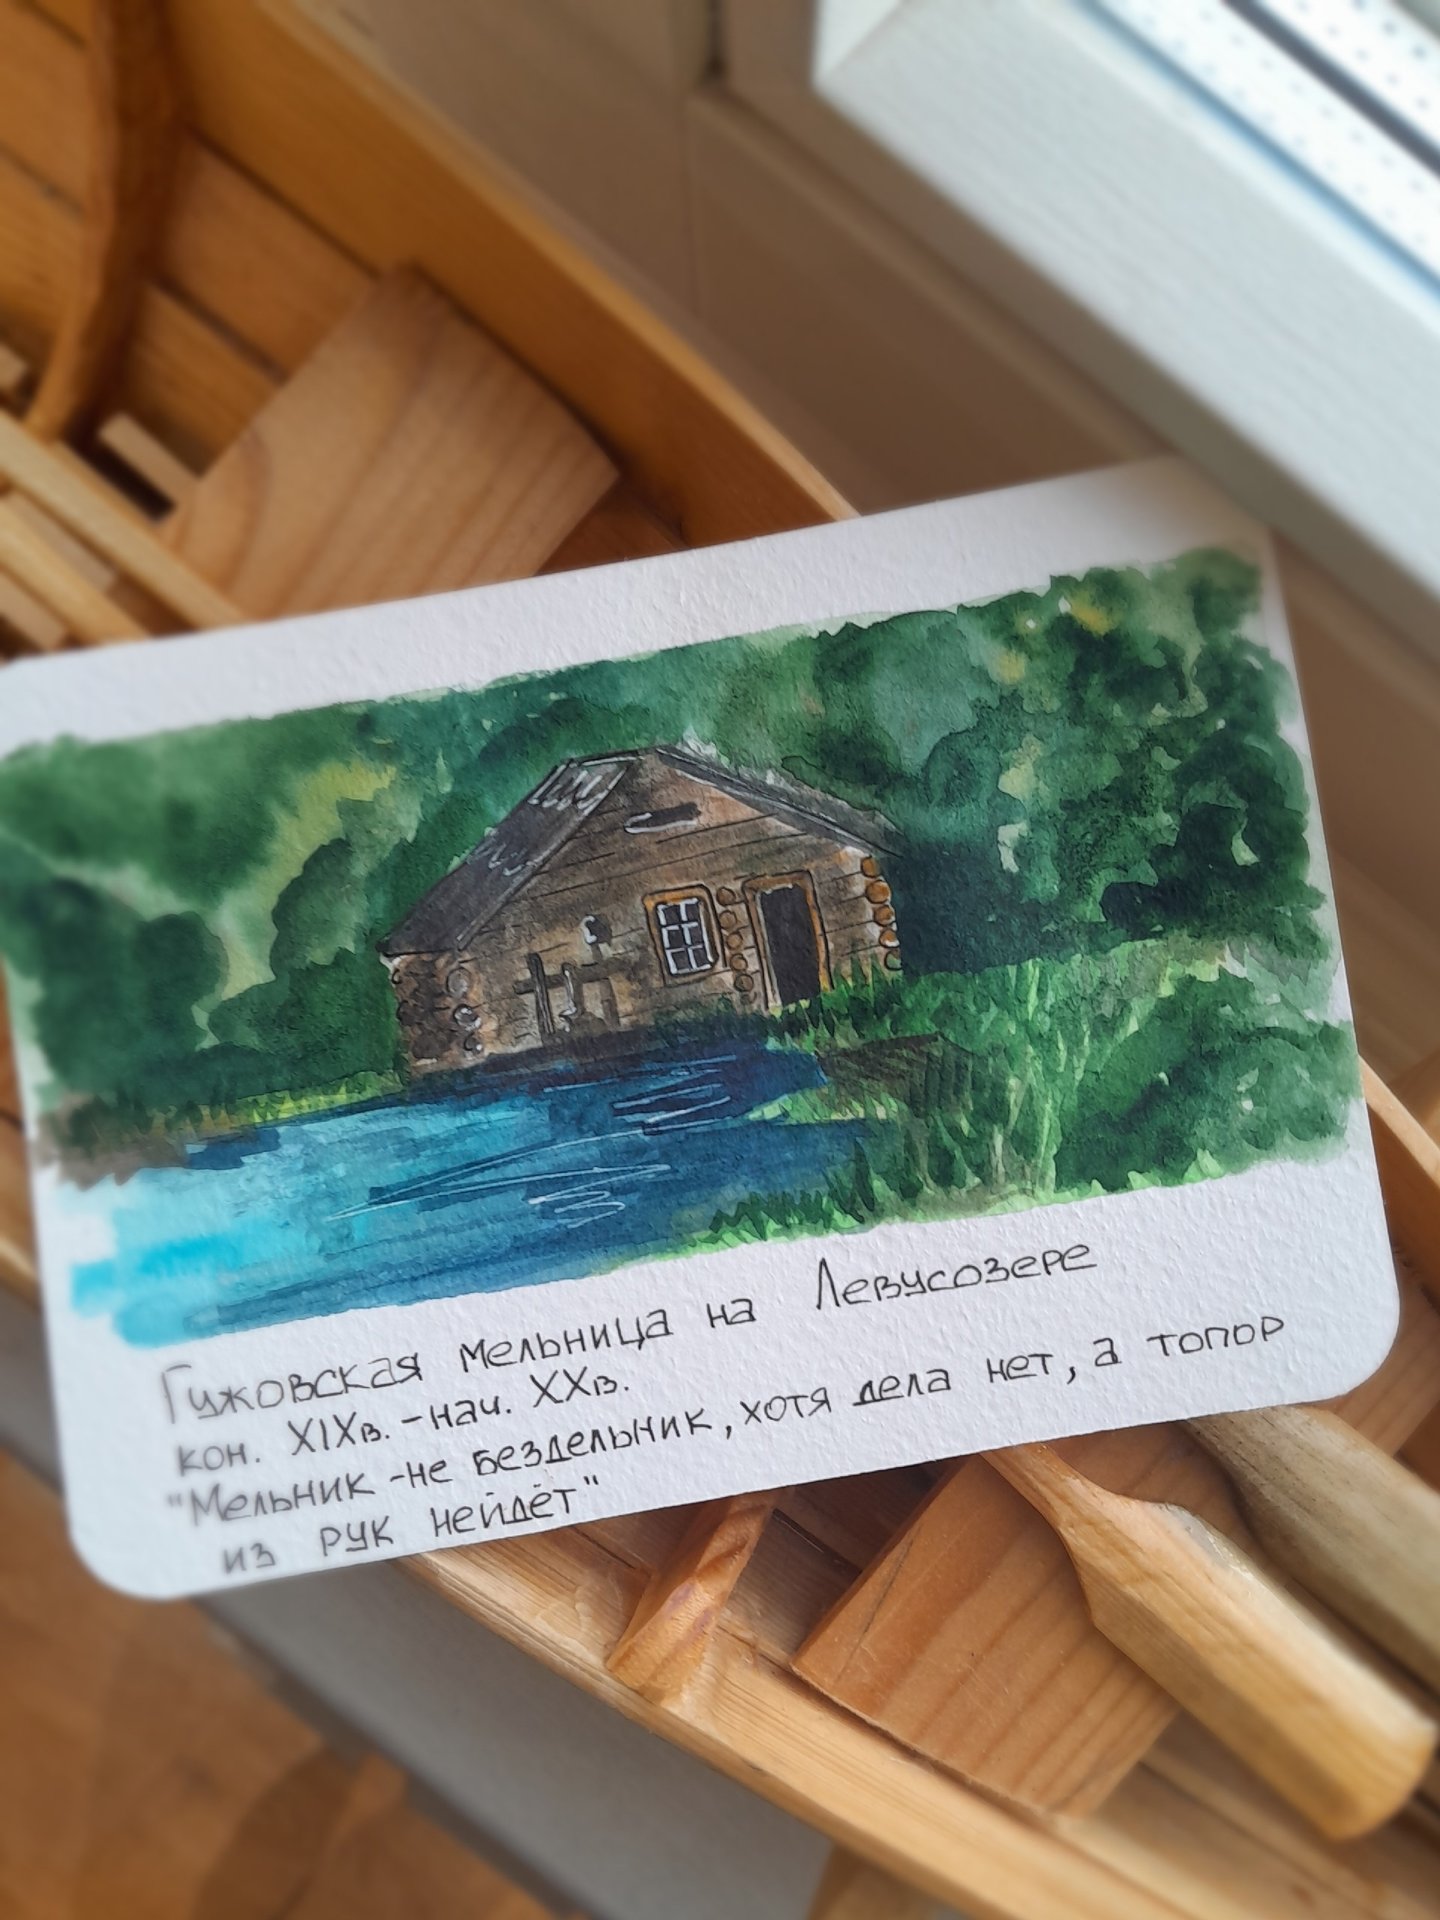 Гужовская мельница на Левусозере
кон. XIXв. - нач. XXв.
"Мельник - не бездельник, хотя дела нет, а топор
из рук нейдёт"